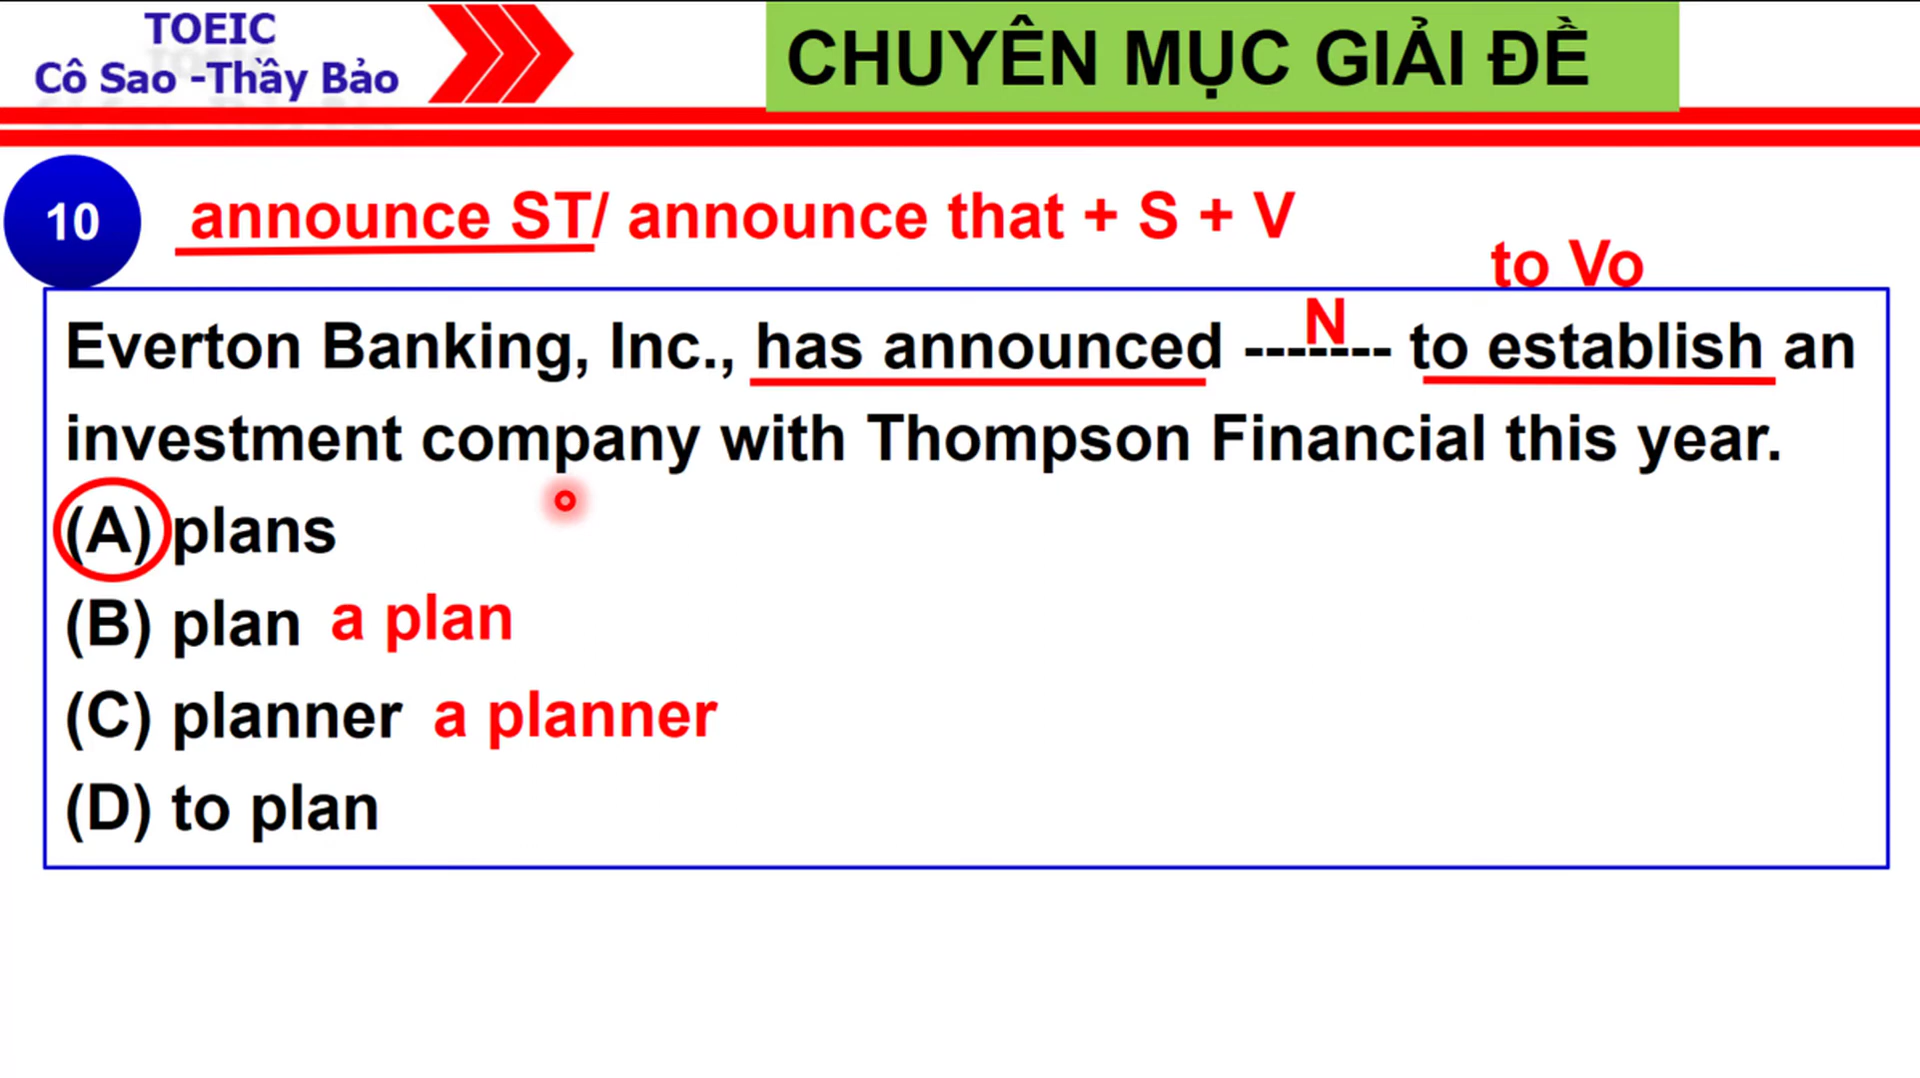 TOEIC
Cô Sao -Thầy Bảo
CHUYÊN MỤC GIẢI ĐỀ
10
announce ST/ announce that + S + V
to Vo
N
Everton Banking, Inc., has announced ------- to establish an
investment company with Thompson Financial this year.
(A) plans
(B) plan a plan
(C) planner a planner
(D) to plan